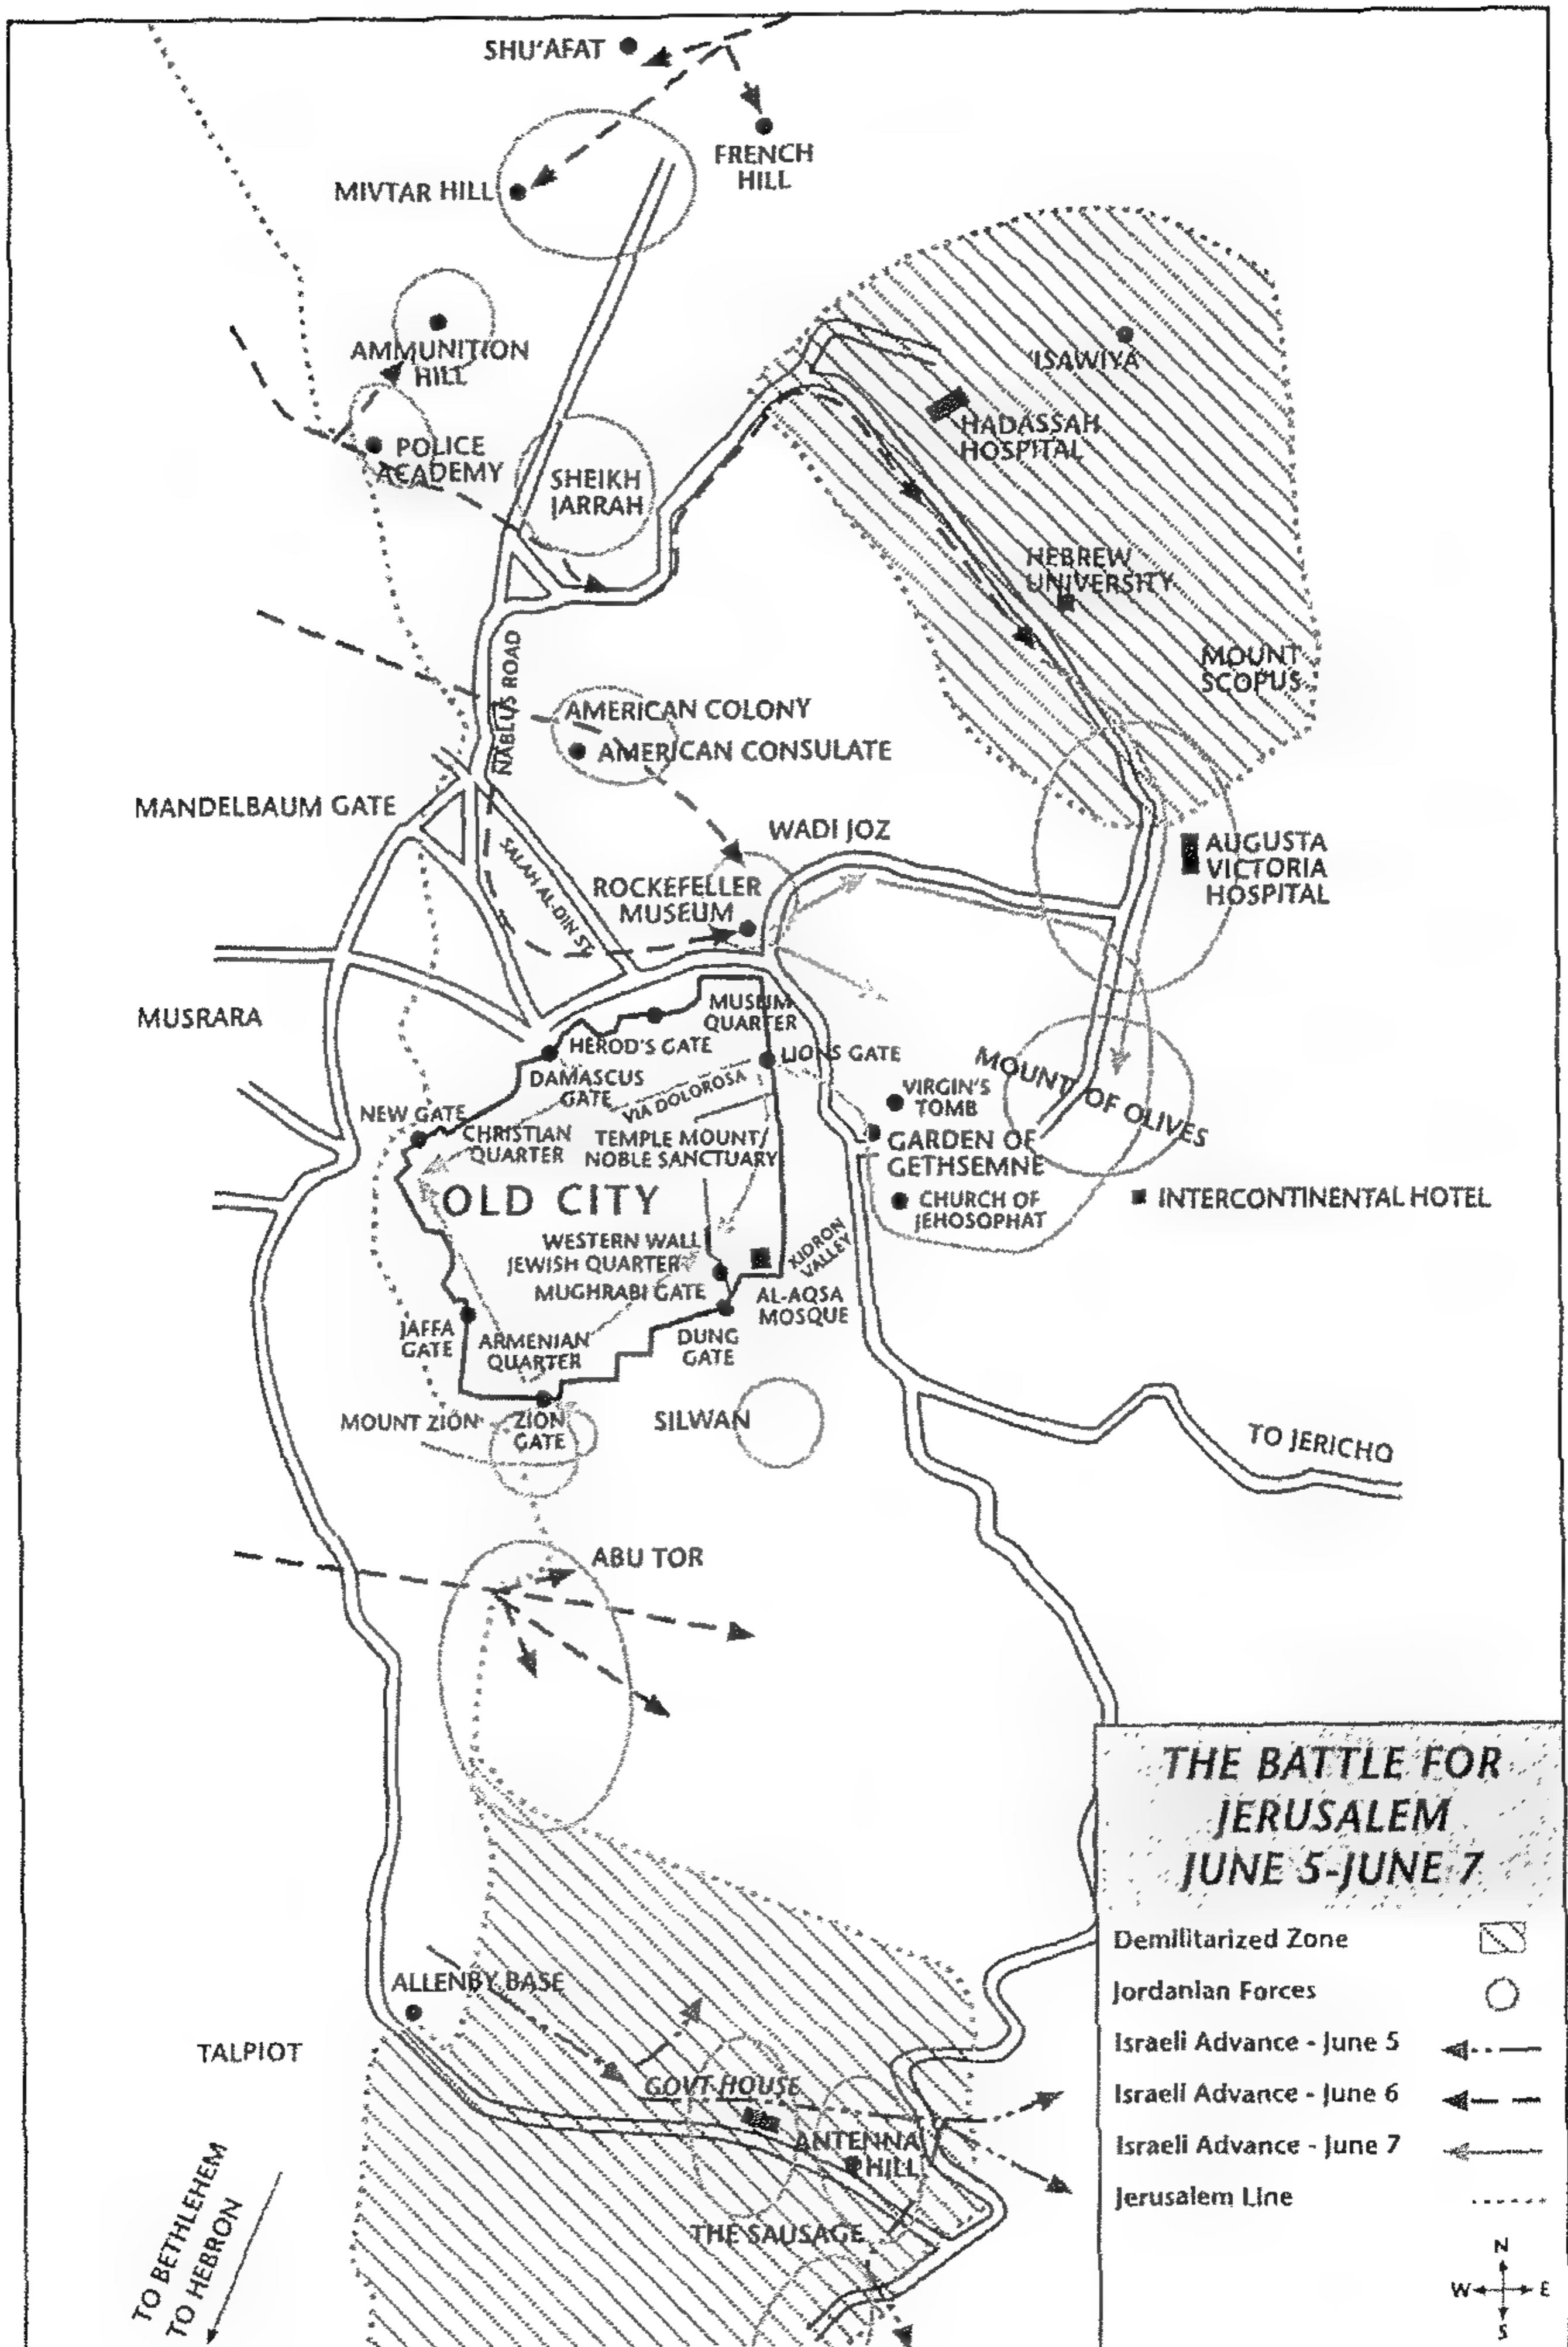 SHU'AFAT
FRENCH
HILL
MIVTAR HILL
AMMUNITION
HILL
'ISAWIYA
HADASSAH
HOSPITAL
POLICE
ACADEMY
SHEIKH
JARRAH
HEBREW
UNIVERSITY
MOUNT
SCOPUS
NABLUS ROAD
AMERICAN COLONY
AMERICAN CONSULATE
MANDELBAUM GATE
WADI JOZ
SALAH AL-DIN ST.
AUGUSTA
VICTORIA
HOSPITAL
ROCKEFELLER
MUSEUM
MUSRARA
MUSLIM
QUARTER
HEROD'S GATE
LIONS GATE
DAMASCUS
GATE
VIA DOLOROSA
MOUNT OF OLIVES
VIRGIN'S
TOMB
NEW GATE
CHRISTIAN
QUARTER
TEMPLE MOUNT/
NOBLE SANCTUARY
GARDEN OF
GETHSEMNE
OLD CITY
CHURCH OF
JEHOSOPHAT
INTERCONTINENTAL HOTEL
WESTERN WALL
JEWISH QUARTER
MUGHRABI GATE
KIDRON
VALLEY
AL-AQSA
MOSQUE
JAFFA
GATE
ARMENIAN
QUARTER
DUNG
GATE
MOUNT ZION
ZION
GATE
SILWAN
TO JERICHO
ABU TOR
THE BATTLE FOR
JERUSALEM
JUNE 5-JUNE 7
Demilitarized Zone
Jordanian Forces
Israeli Advance - June 5
Israeli Advance - June 6
Israeli Advance - June 7
Jerusalem Line
N
W E
S
ALLENBY BASE
TALPIOT
GOVT HOUSE
ANTENNA
HILL
THE SAUSAGE
TO BETHLEHEM
TO HEBRON